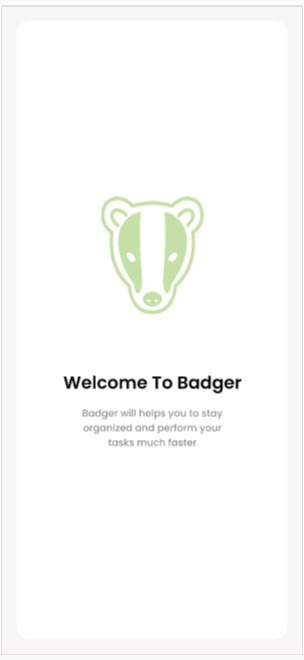 Welcome To Badger
Badger will helps you to stay
organized and perform your
tasks much faster